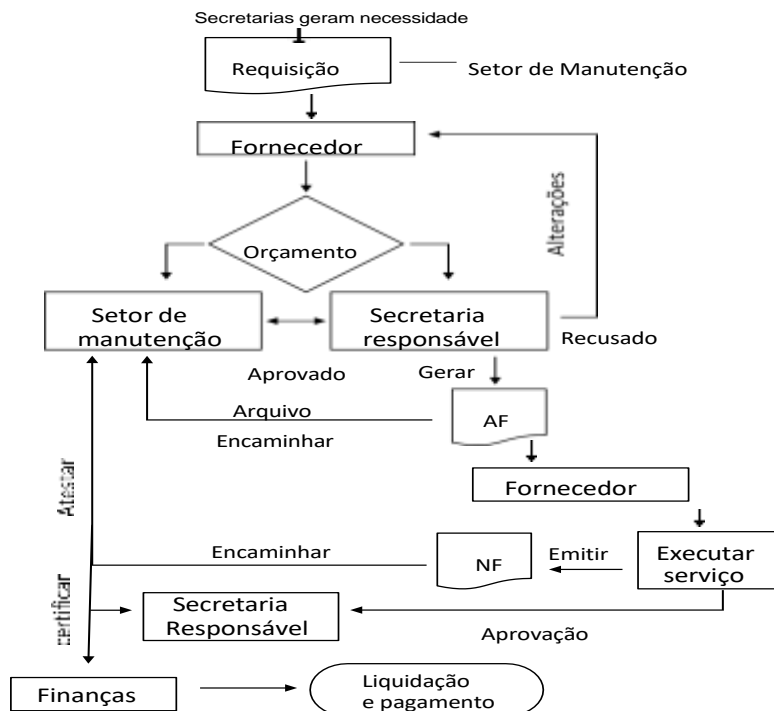 Secretarias geram necessidade
Requisição
Setor de Manutenção
Fornecedor
Alterações
Orçamento
Setor de
manutenção
Secretaria
responsável
Recusado
Aprovado
Gerar
Arquivo
AF
Encaminhar
Fornecedor
Atestar
Encaminhar
NF
Emitir
Executar
serviço
certificar
Secretaria
Responsável
Aprovação
Finanças
Liquidação
e pagamento